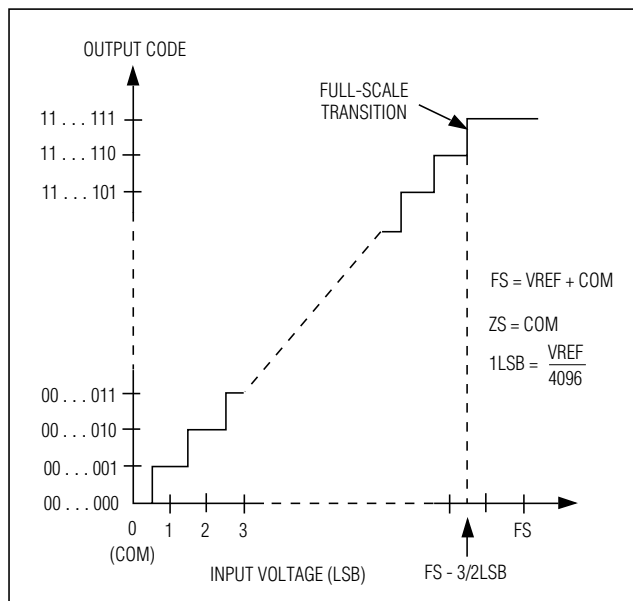 OUTPUT CODE
FULL-SCALE
TRANSITION
11 . . . 111
11 . . . 110
11 . . . 101
FS = VREF + COM
ZS = COM
1LSB = VREF
4096
00 . . . 011
00 . . . 010
00 . . . 001
00 . . . 000
0 1 2 3 FS
(COM)
INPUT VOLTAGE (LSB) FS - 3/2LSB